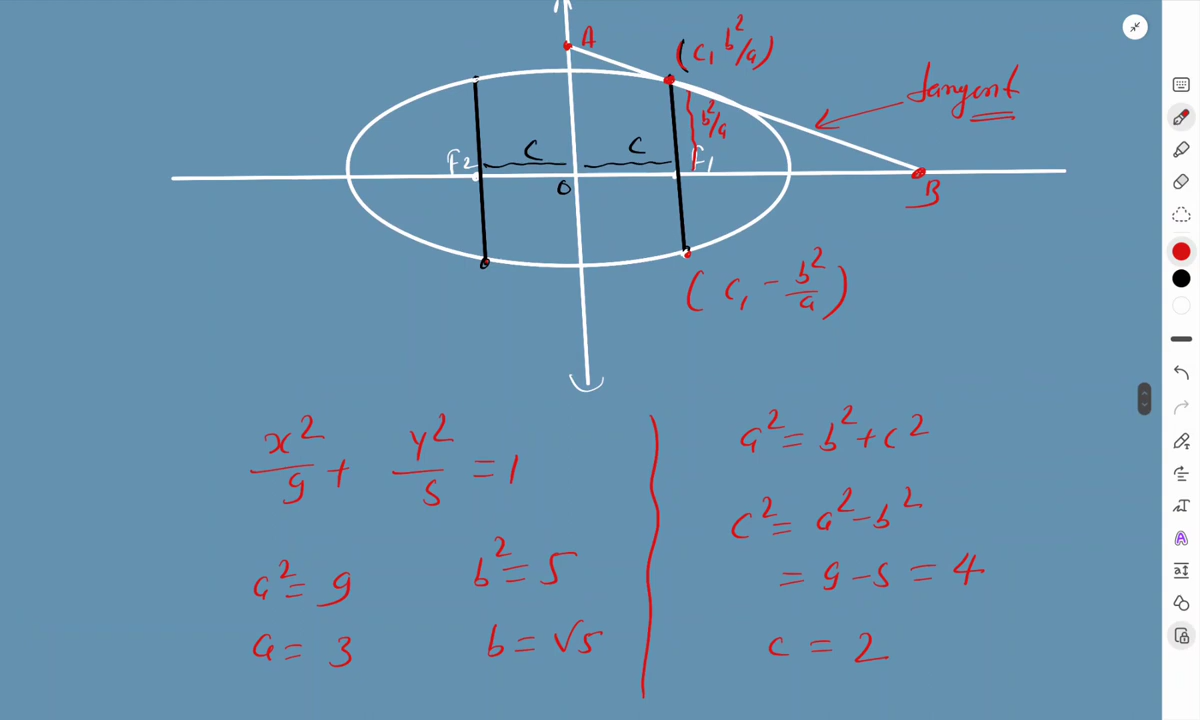 A
(c, b²/a)
tangent
b²/a
c
c
F2
F1
O
B
(c, -b²/a)
x²/9 + y²/5 = 1
a² = b² + c²
c² = a² - b²
a² = 9
b² = 5
= 9 - 5 = 4
a = 3
b = √5
c = 2